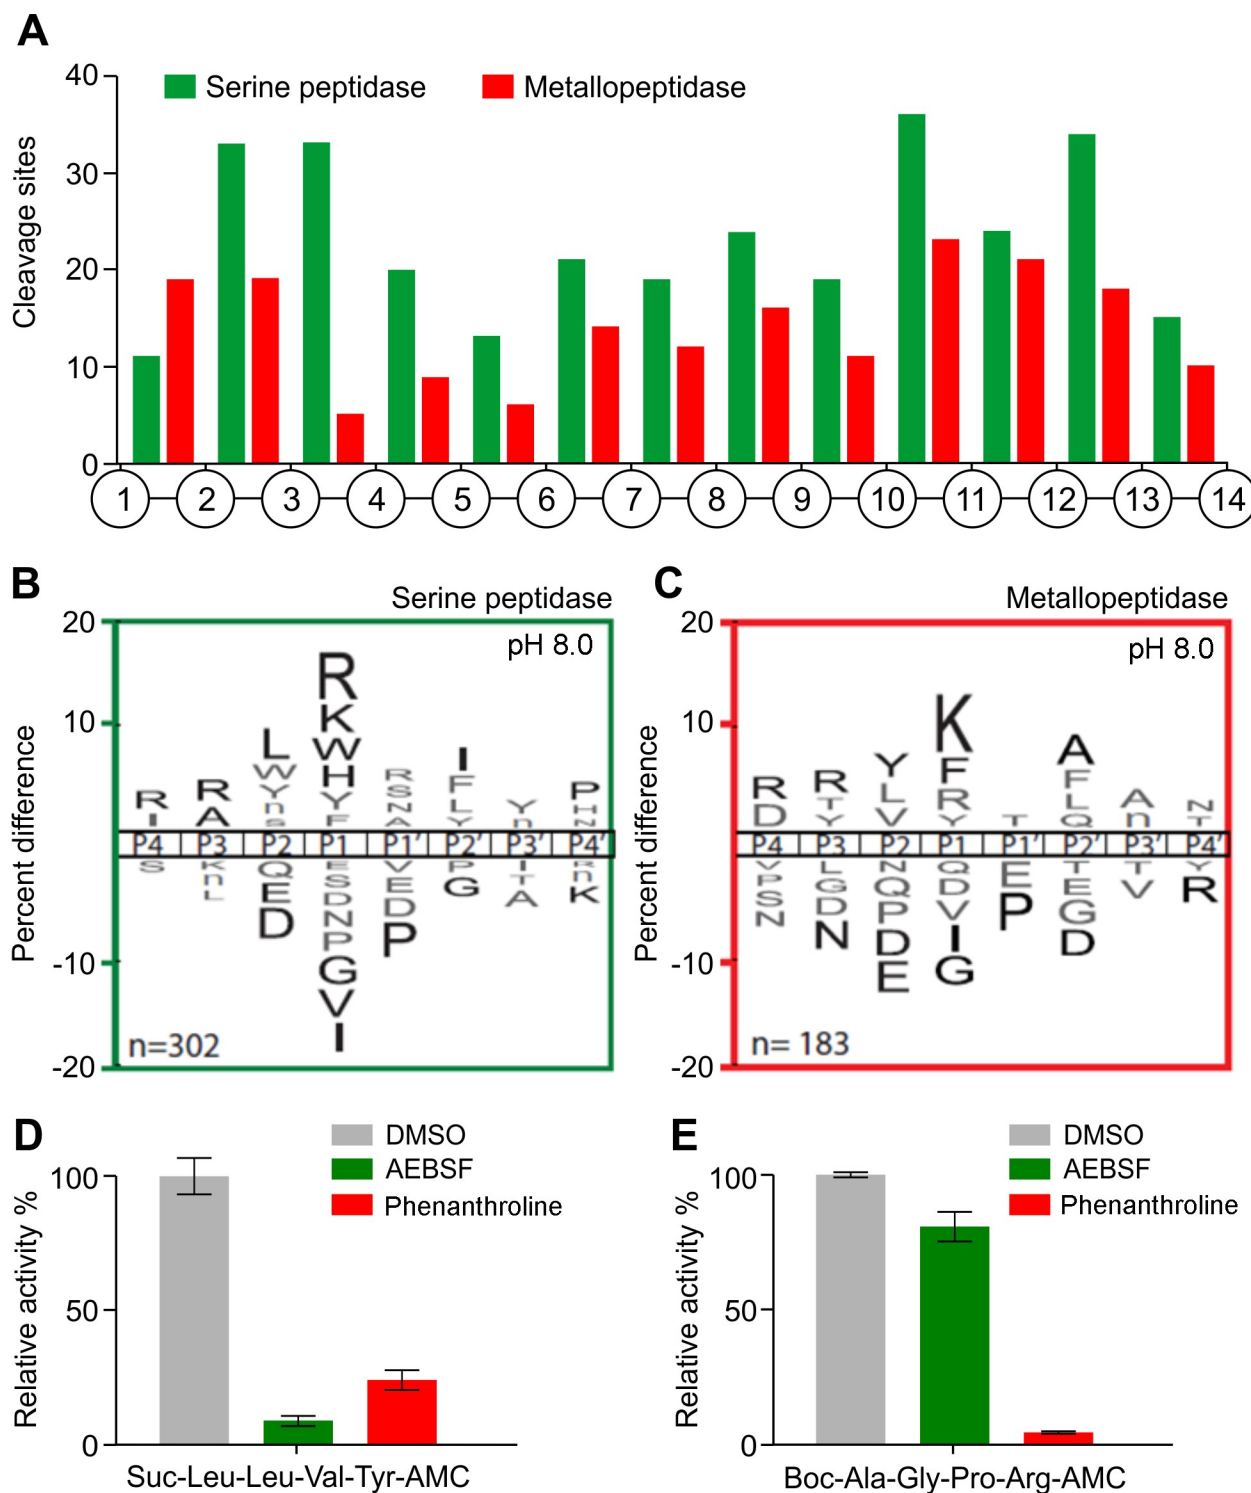 A
40
Serine peptidase
Metallopeptidase
30
20
10
0
Cleavage sites
1 2 3 4 5 6 7 8 9 10 11 12 13 14
B
Serine peptidase
20
pH 8.0
10
-10
-20
Percent difference
R
I
R
A
L
W
Y
n
S
R
K
W
H
Y
F
R
S
N
A
I
F
L
Y
Y
n
P
H
N
P4 P3 P2 P1 P1′ P2′ P3′ P4′
S
K
n
L
Q
E
D
E
S
D
N
P
G
V
I
V
E
D
P
P
G
I
T
A
R
n
K
n=302
C
Metallopeptidase
20
pH 8.0
10
-10
-20
Percent difference
R
D
R
T
Y
Y
L
V
K
F
R
Y
T
A
F
L
Q
A
n
N
T
P4 P3 P2 P1 P1′ P2′ P3′ P4′
V
P
S
N
L
G
D
N
N
Q
P
D
E
Q
D
V
I
G
E
P
T
E
G
D
T
V
Y
R
n= 183
D
DMSO
AEBSF
Phenanthroline
100
50
0
Relative activity %
Suc-Leu-Leu-Val-Tyr-AMC
E
DMSO
AEBSF
Phenanthroline
100
50
0
Relative activity %
Boc-Ala-Gly-Pro-Arg-AMC